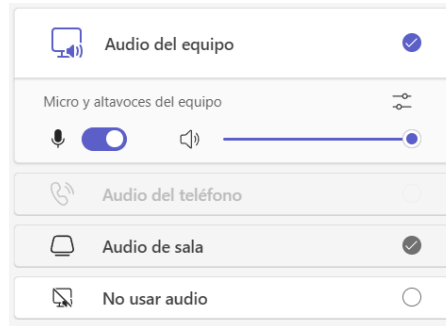 Audio del equipo
Micro y altavoces del equipo
Audio del teléfono
Audio de sala
No usar audio